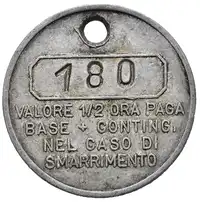 180
VALORE 1/2 ORA PAGA
BASE + CONTING.
NEL CASO DI
SMARRIMENTO